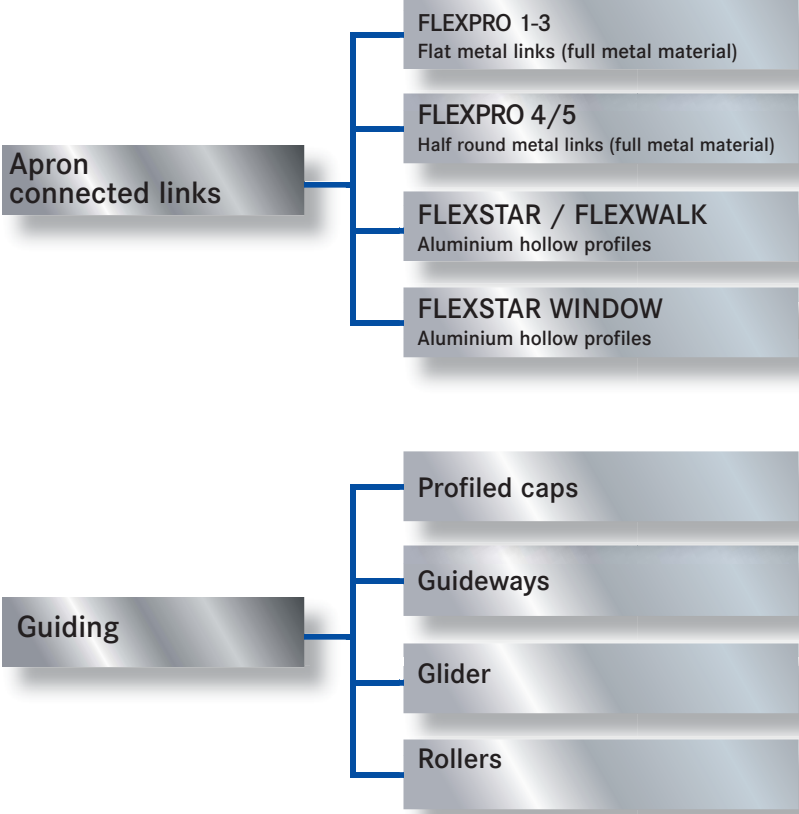 Apron
connected links
FLEXPRO 1-3
Flat metal links (full metal material)
FLEXPRO 4/5
Half round metal links (full metal material)
FLEXSTAR / FLEXWALK
Aluminium hollow profiles
FLEXSTAR WINDOW
Aluminium hollow profiles
Guiding
Profiled caps
Guideways
Glider
Rollers